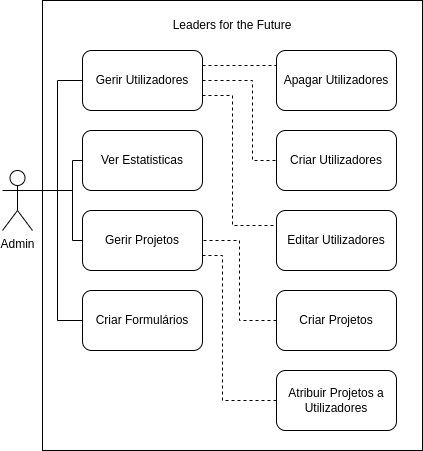 Leaders for the Future
Gerir Utilizadores
Apagar Utilizadores
Ver Estatisticas
Criar Utilizadores
Admin
Gerir Projetos
Editar Utilizadores
Criar Formulários
Criar Projetos
Atribuir Projetos a
Utilizadores